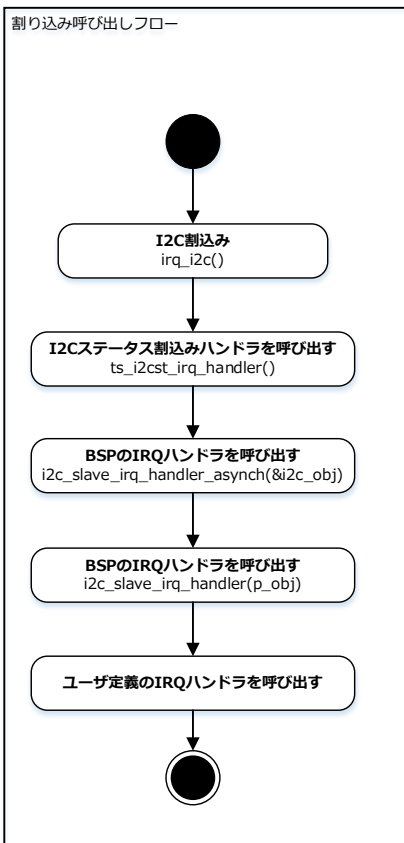 割り込み呼び出しフロー
I2C割込み
irq_i2c()
I2Cステータス割込みハンドラを呼び出す
ts_i2cst_irq_handler()
BSPのIRQハンドラを呼び出す
i2c_slave_irq_handler_asynch(&i2c_obj)
BSPのIRQハンドラを呼び出す
i2c_slave_irq_handler(p_obj)
ユーザ定義のIRQハンドラを呼び出す